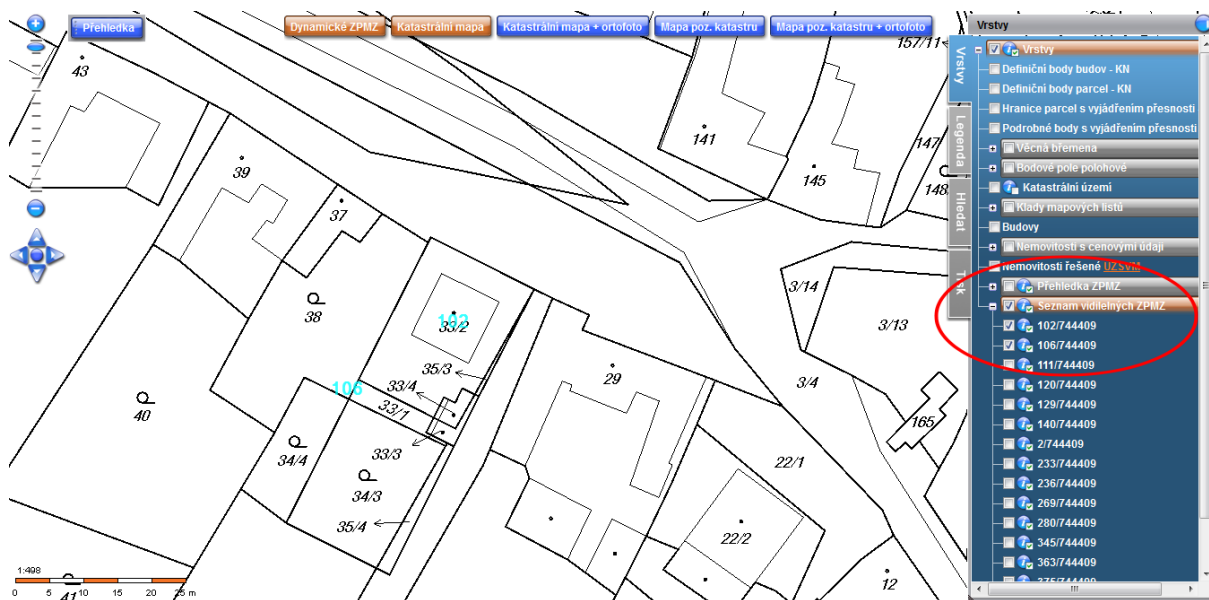 Přehledka
Dynamické ZPMZ
Katastrální mapa
Katastrální mapa + ortofoto
Mapa poz. katastru
Mapa poz. katastru + ortofoto
Vrstvy
Vrstvy
Legenda
Hledat
Tisk
Vrstvy
Definiční body budov - KN
Definiční body parcel - KN
Hranice parcel s vyjádřením přesnosti
Podrobné body s vyjádřením přesnosti
Věcná břemena
Bodové pole polohové
Katastrální území
Klady mapových listů
Budovy
Nemovitosti s cenovými údaji
Nemovitosti řešené ÚZSVM
Přehledka ZPMZ
Seznam vidilelných ZPMZ
102/744409
106/744409
111/744409
120/744409
129/744409
140/744409
2/744409
233/744409
236/744409
269/744409
280/744409
345/744409
363/744409
375/744409
157/11
43
141
147
39
145
148
37
3/14
38
102
3/13
35/3
33/4
29
106
33/1
3/4
40
165
33/3
34/4
22/1
34/3
35/4
22/2
12
41
1:498
0 5 10 15 20 25 m